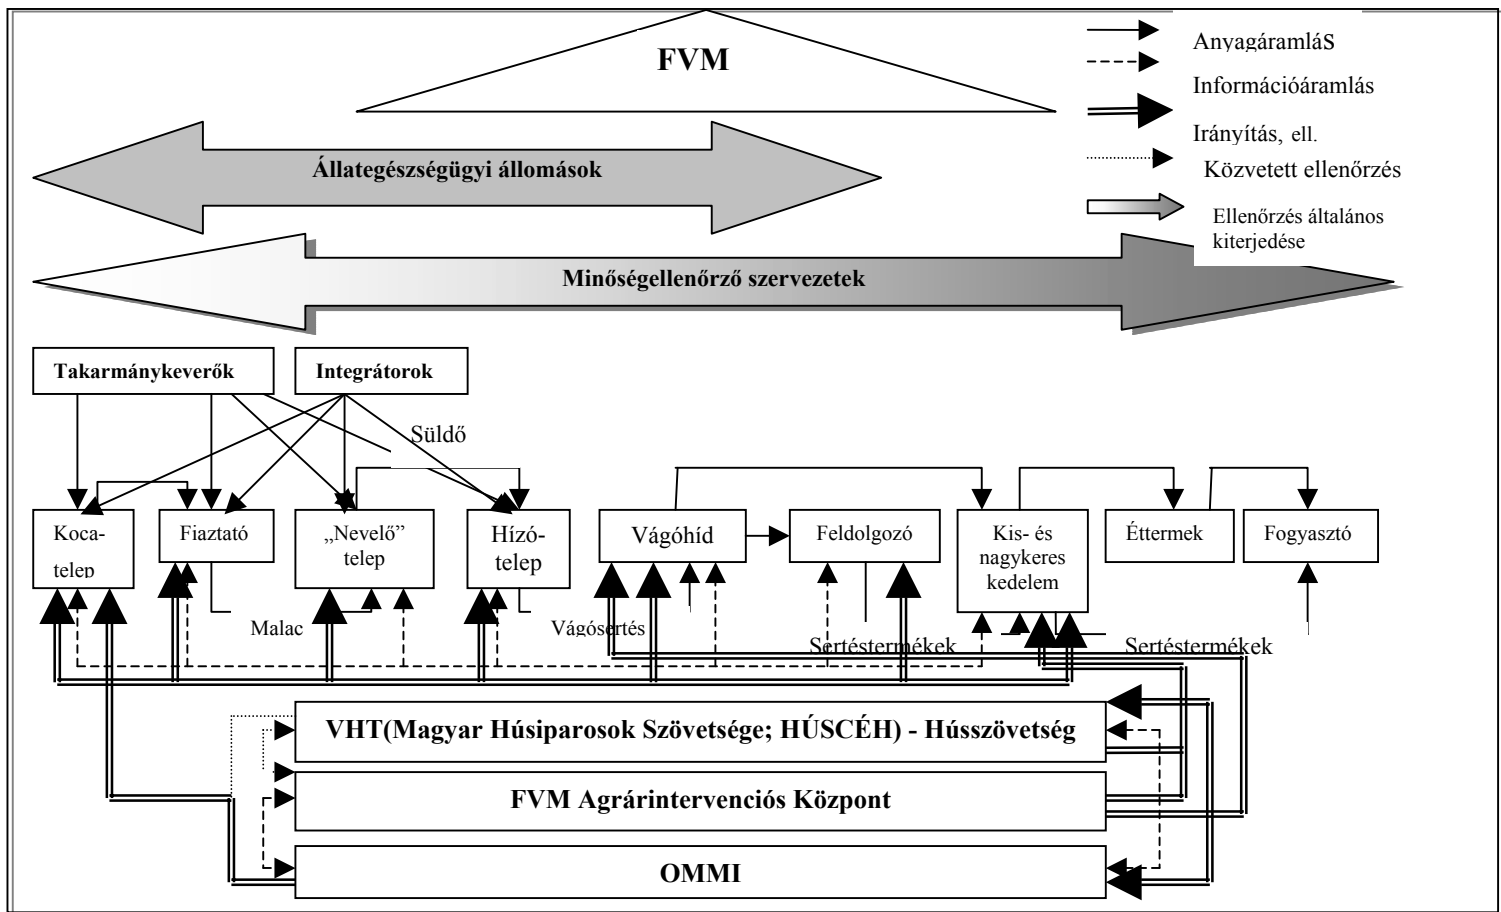 FVM
AnyagáramláS
Információáramlás
Irányítás, ell.
Közvetett ellenőrzés
Ellenőrzés általános
kiterjedése
Állategészségügyi állomások
Minőségellenőrző szervezetek
Takarmánykeverők
Integrátorok
Süldő
Koca-
telep
Fiaztató
„Nevelő”
telep
Hízó-
telep
Vágóhíd
Feldolgozó
Kis- és
nagykeres
kedelem
Éttermek
Fogyasztó
Malac
Vágósertés
Sertéstermékek
Sertéstermékek
VHT(Magyar Húsiparosok Szövetsége; HÚSCÉH) - Hússzövetség
FVM Agrárintervenciós Központ
OMMI